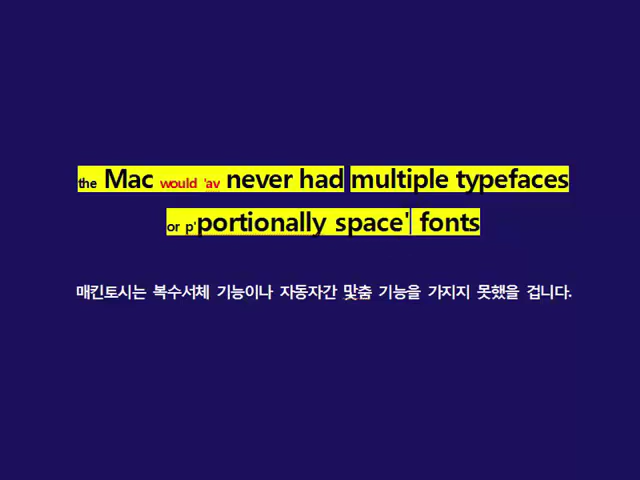 the Mac would 'av never had multiple typefaces
or p'portionally space' fonts
매킨토시는 복수서체 기능이나 자동자간 맞춤 기능을 가지지 못했을 겁니다.